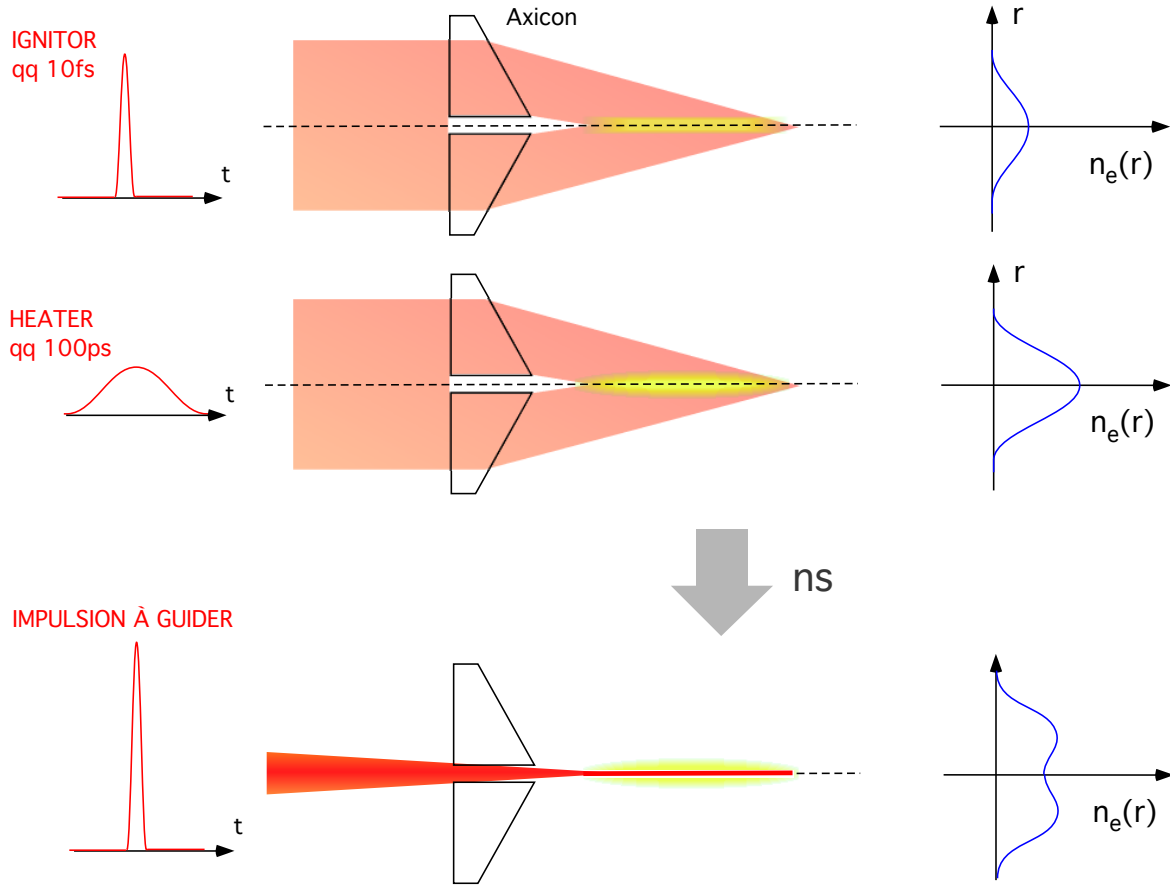 Axicon
IGNITOR
qq 10fs
t
r
n_e(r)
HEATER
qq 100ps
t
r
n_e(r)
ns
IMPULSION À GUIDER
t
n_e(r)